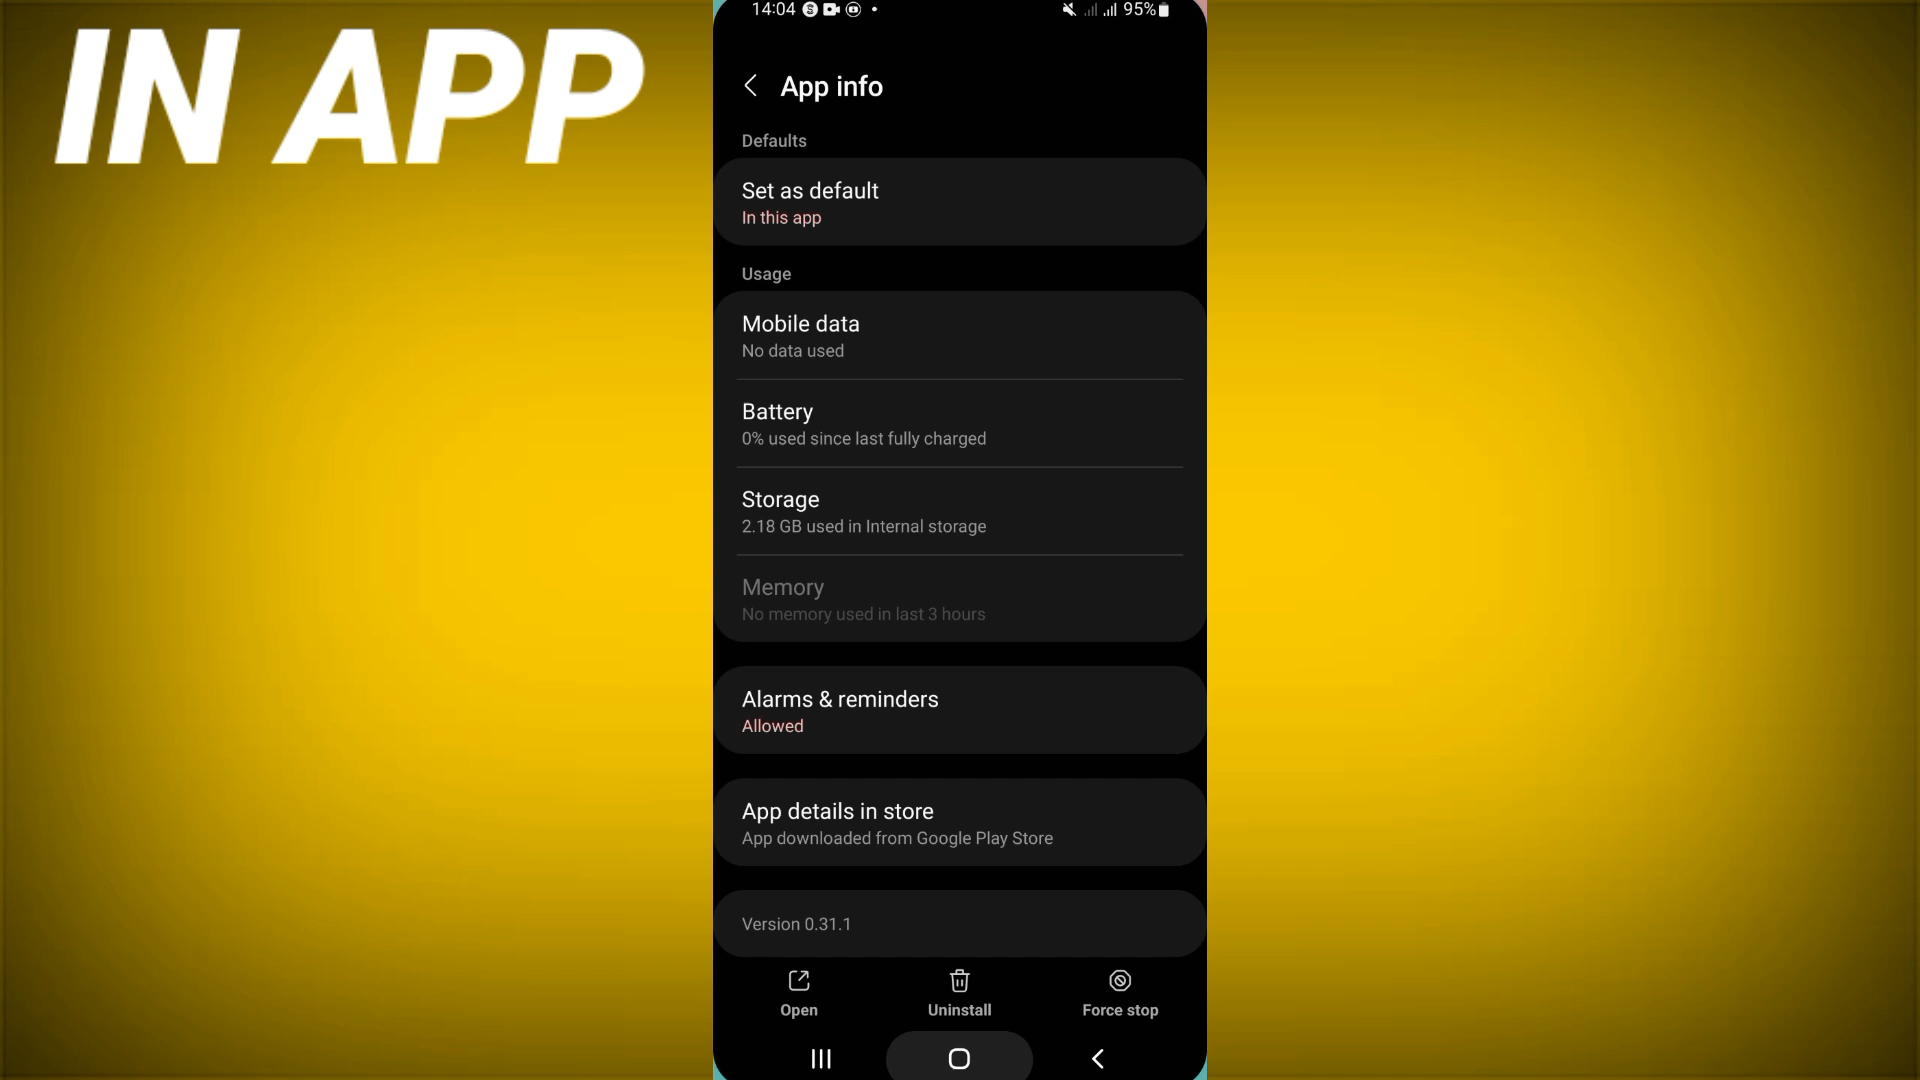 IN APP
14:04
95%
App info
Defaults
Set as default
In this app
Usage
Mobile data
No data used
Battery
0% used since last fully charged
Storage
2.18 GB used in Internal storage
Memory
No memory used in last 3 hours
Alarms & reminders
Allowed
App details in store
App downloaded from Google Play Store
Version 0.31.1
Open
Uninstall
Force stop